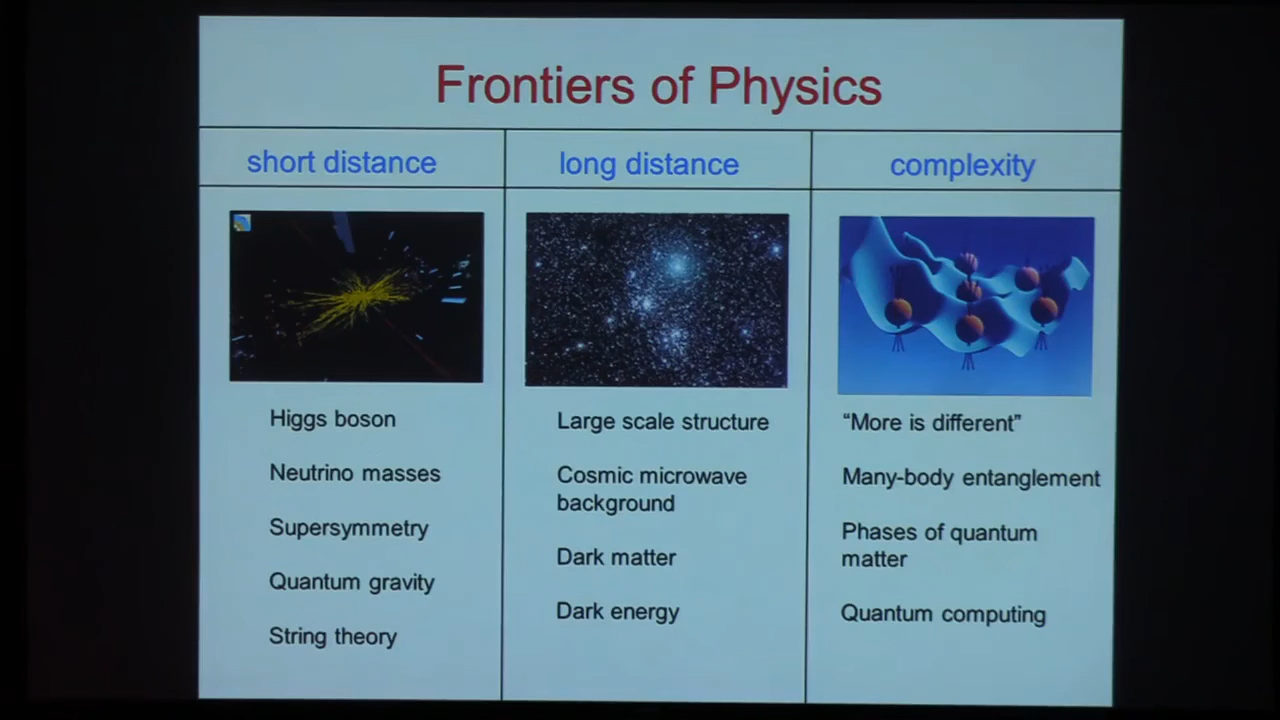 Frontiers of Physics
short distance
long distance
complexity
Higgs boson
Neutrino masses
Supersymmetry
Quantum gravity
String theory
Large scale structure
Cosmic microwave
background
Dark matter
Dark energy
“More is different”
Many-body entanglement
Phases of quantum
matter
Quantum computing